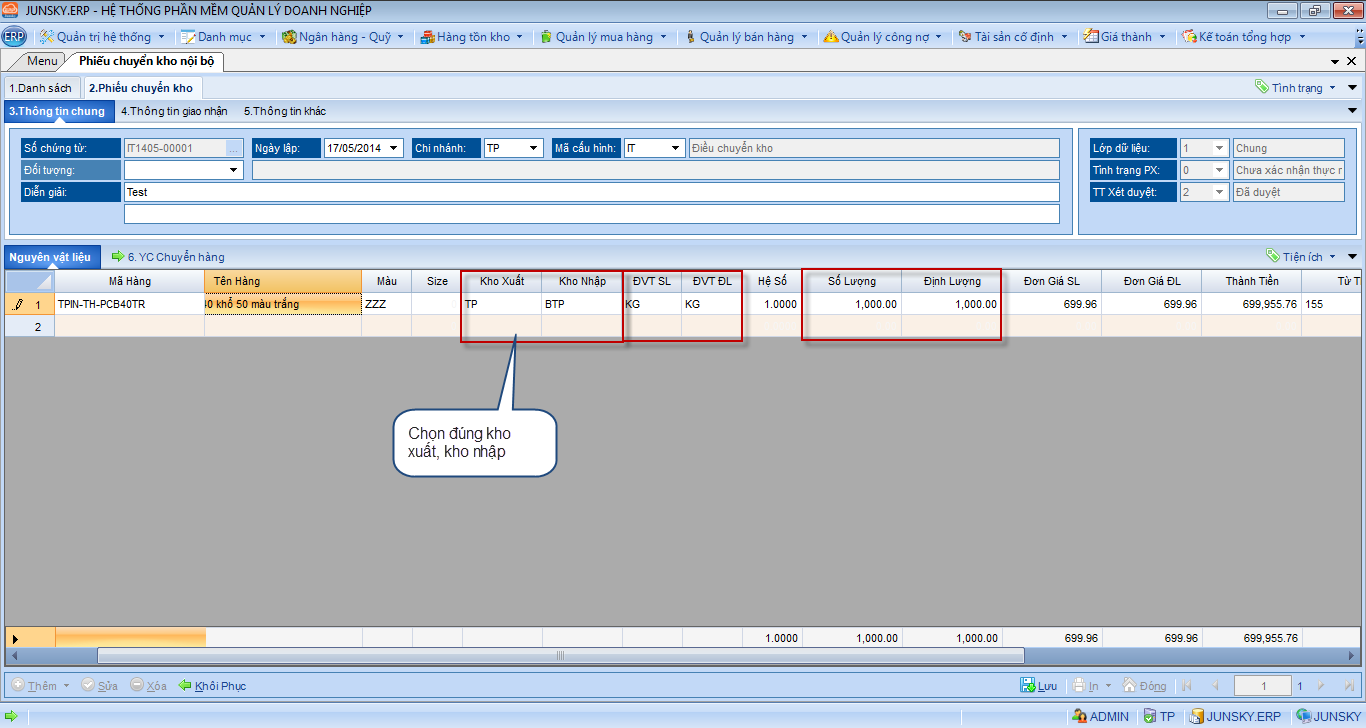 JUNSKY.ERP - HỆ THỐNG PHẦN MỀM QUẢN LÝ DOANH NGHIỆP
ERP Quản trị hệ thống Danh mục Ngân hàng - Quỹ Hàng tồn kho Quản lý mua hàng Quản lý bán hàng Quản lý công nợ Tài sản cố định Giá thành Kế toán tổng hợp
Menu Phiếu chuyển kho nội bộ
1.Danh sách 2.Phiếu chuyển kho Tình trạng
3.Thông tin chung 4.Thông tin giao nhận 5.Thông tin khác
Số chứng từ: IT1405-00001 ... Ngày lập: 17/05/2014 Chi nhánh: TP Mã cấu hình: IT Điều chuyển kho Lớp dữ liệu: 1 Chung
Đối tượng: Tình trạng PX: 0 Chưa xác nhận thực r
Diễn giải: Test TT Xét duyệt: 2 Đã duyệt
Nguyên vật liệu 6. YC Chuyển hàng Tiện ích
Mã Hàng Tên Hàng Màu Size Kho Xuất Kho Nhập ĐVT SL ĐVT ĐL Hệ Số Số Lượng Định Lượng Đơn Giá SL Đơn Giá ĐL Thành Tiền Từ T
1 TPIN-TH-PCB40TR 40 khổ 50 màu trắng ZZZ TP BTP KG KG 1.0000 1,000.00 1,000.00 699.96 699.96 699,955.76 155
2
Chọn đúng kho
xuất, kho nhập
1.0000 1,000.00 1,000.00 699.96 699.96 699,955.76
Thêm Sửa Xóa Khôi Phục Lưu In Đóng 1 1
ADMIN TP JUNSKY.ERP JUNSKY